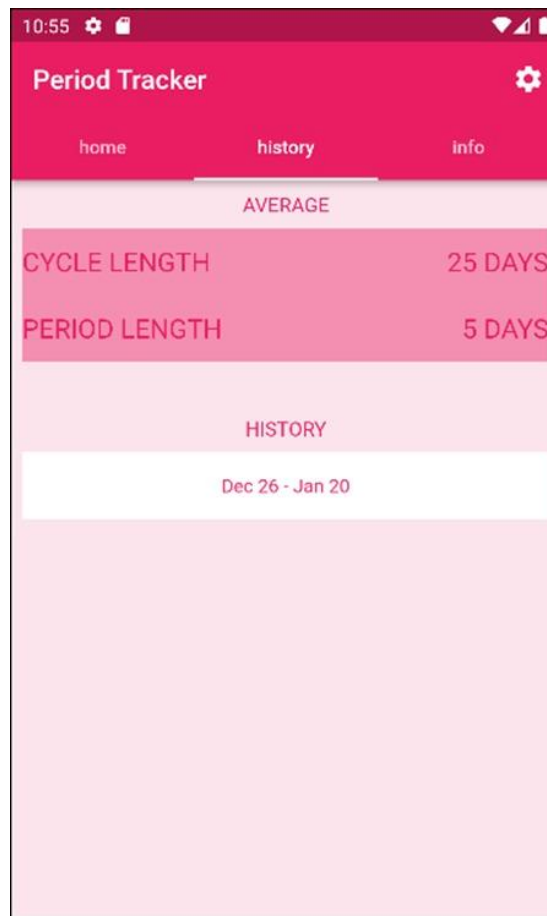 10:55
Period Tracker
home history info
AVERAGE
CYCLE LENGTH 25 DAYS
PERIOD LENGTH 5 DAYS
HISTORY
Dec 26 - Jan 20